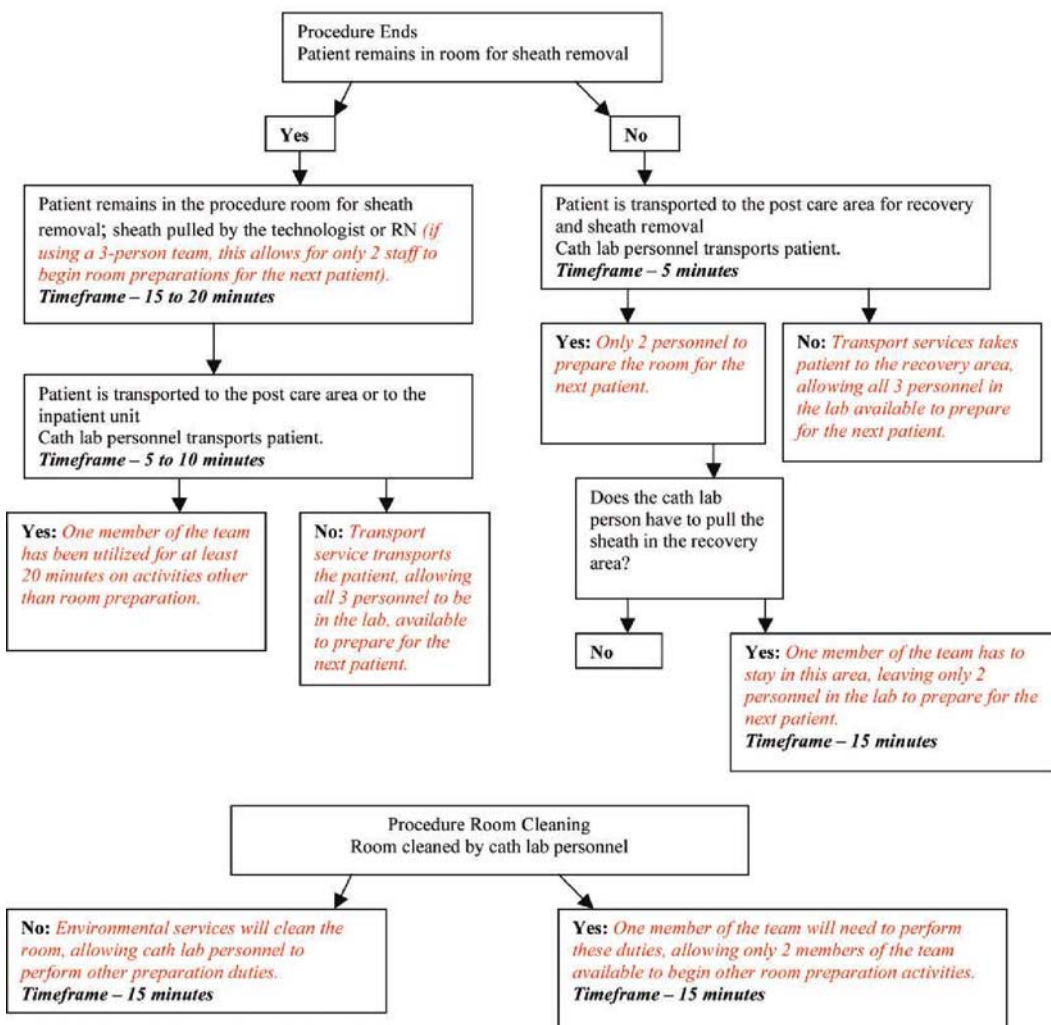 Procedure Ends
Patient remains in room for sheath removal
Yes
No
Patient remains in the procedure room for sheath
removal; sheath pulled by the technologist or RN (if
using a 3-person team, this allows for only 2 staff to
begin room preparations for the next patient).
Timeframe – 15 to 20 minutes
Patient is transported to the post care area for recovery
and sheath removal
Cath lab personnel transports patient.
Timeframe – 5 minutes
Patient is transported to the post care area or to the
inpatient unit
Cath lab personnel transports patient.
Timeframe – 5 to 10 minutes
Yes: Only 2 personnel to
prepare the room for the
next patient.
No: Transport services takes
patient to the recovery area,
allowing all 3 personnel in
the lab available to prepare
for the next patient.
Yes: One member of the team
has been utilized for at least
20 minutes on activities other
than room preparation.
No: Transport
service transports
the patient, allowing
all 3 personnel to be
in the lab, available
to prepare for the
next patient.
Does the cath lab
person have to pull the
sheath in the recovery
area?
No
Yes: One member of the team has to
stay in this area, leaving only 2
personnel in the lab to prepare for the
next patient.
Timeframe – 15 minutes
Procedure Room Cleaning
Room cleaned by cath lab personnel
No: Environmental services will clean the
room, allowing cath lab personnel to
perform other preparation duties.
Timeframe – 15 minutes
Yes: One member of the team will need to perform
these duties, allowing only 2 members of the team
available to begin other room preparation activities.
Timeframe – 15 minutes